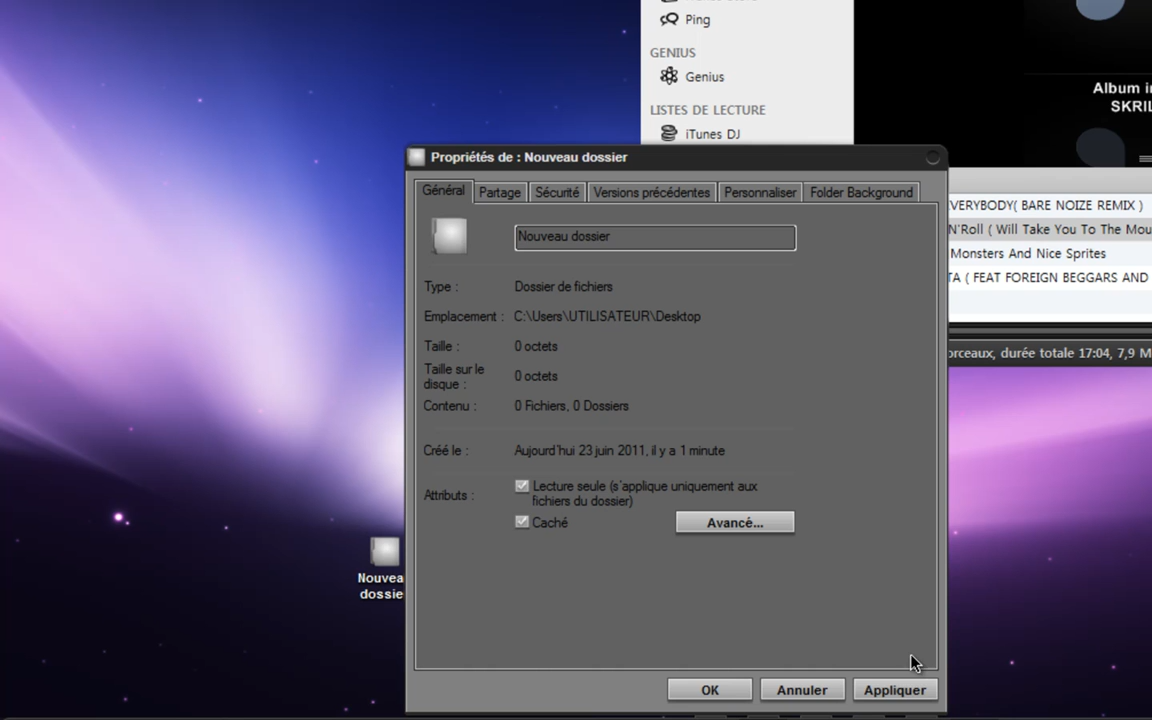 Ping
GENIUS
Genius
LISTES DE LECTURE
iTunes DJ
Album
SKRIL
Propriétés de : Nouveau dossier
Général
Partage
Sécurité
Versions précédentes
Personnaliser
Folder Background
Nouveau dossier
Type :
Dossier de fichiers
Emplacement :
C:\Users\UTILISATEUR\Desktop
Taille :
0 octets
Taille sur le
disque :
0 octets
Contenu :
0 Fichiers, 0 Dossiers
Créé le :
Aujourd'hui 23 juin 2011, il y a 1 minute
Attributs :
Lecture seule (s'applique uniquement aux
fichiers du dossier)
Caché
Avancé...
OK
Annuler
Appliquer
VERYBODY( BARE NOIZE REMIX )
N'Roll ( Will Take You To The Mou
Monsters And Nice Sprites
TA ( FEAT FOREIGN BEGGARS AND
orceaux, durée totale 17:04, 7,9 M
Nouvea
dossie